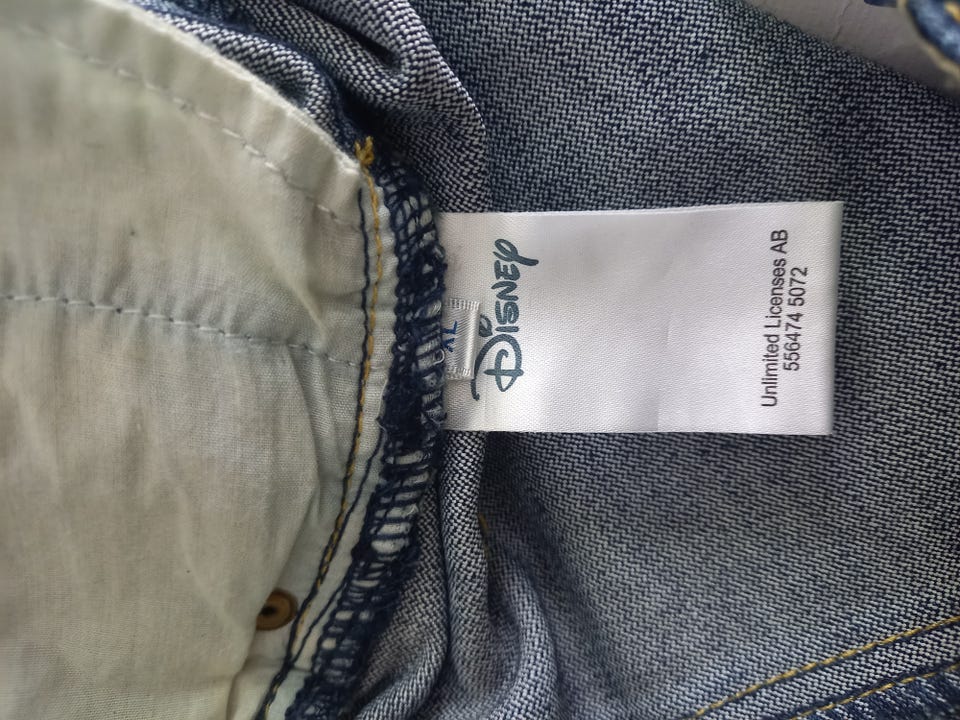 XL
Disney
Unlimited Licenses AB
556474 5072